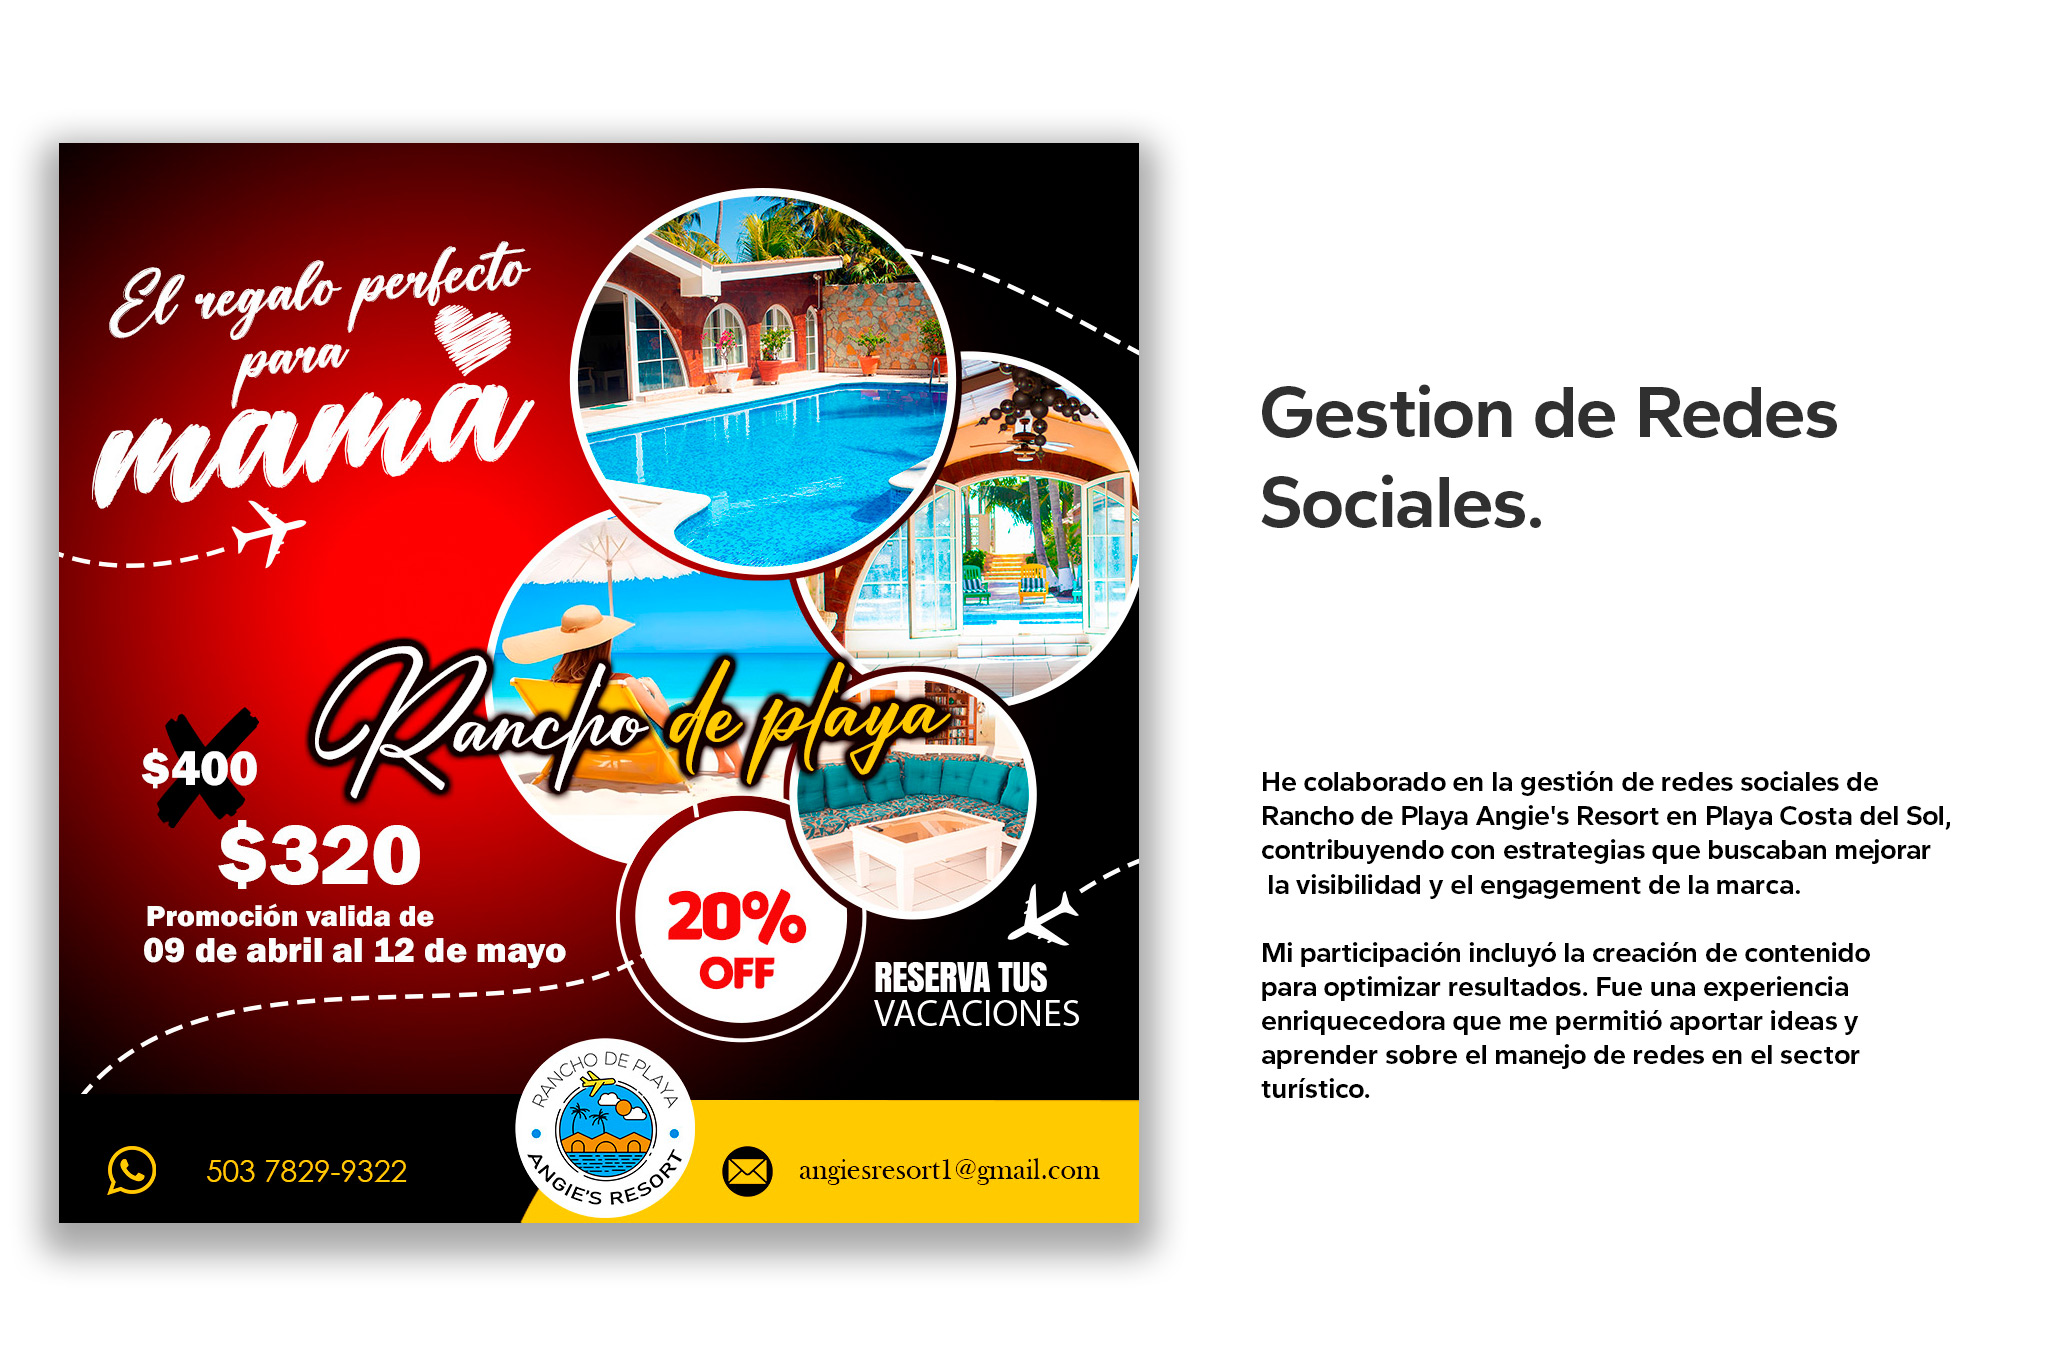 El regalo perfecto
para
mamá
Rancho de playa
$400
$320
Promoción valida de
09 de abril al 12 de mayo
20%
OFF
RESERVA TUS
VACACIONES
503 7829-9322
RANCHO DE PLAYA
ANGIE'S RESORT
angiesresort1@gmail.com
Gestion de Redes
Sociales.
He colaborado en la gestión de redes sociales de
Rancho de Playa Angie's Resort en Playa Costa del Sol,
contribuyendo con estrategias que buscaban mejorar
la visibilidad y el engagement de la marca.
Mi participación incluyó la creación de contenido
para optimizar resultados. Fue una experiencia
enriquecedora que me permitió aportar ideas y
aprender sobre el manejo de redes en el sector
turístico.